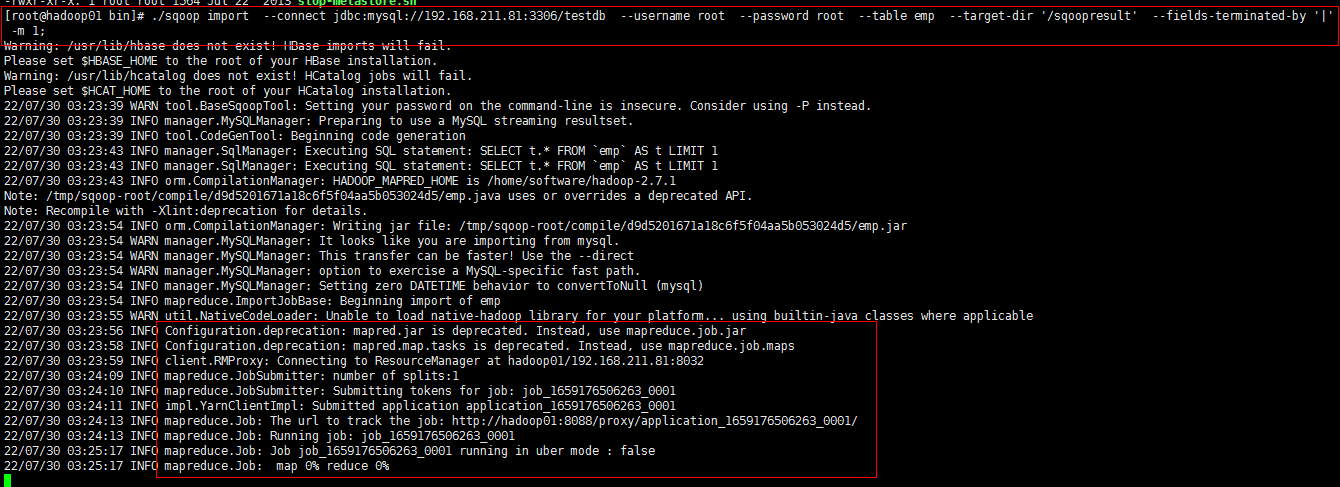 -rwxr-xr-x. 1 root root 1564 Jul 22  2013 stop-metastore.sh
[root@hadoop01 bin]# ./sqoop import  --connect jdbc:mysql://192.168.211.81:3306/testdb  --username root  --password root  --table emp  --target-dir '/sqoopresult'  --fields-terminated-by '|'
 -m 1;
Warning: /usr/lib/hbase does not exist! HBase imports will fail.
Please set $HBASE_HOME to the root of your HBase installation.
Warning: /usr/lib/hcatalog does not exist! HCatalog jobs will fail.
Please set $HCAT_HOME to the root of your HCatalog installation.
22/07/30 03:23:39 WARN tool.BaseSqoopTool: Setting your password on the command-line is insecure. Consider using -P instead.
22/07/30 03:23:39 INFO manager.MySQLManager: Preparing to use a MySQL streaming resultset.
22/07/30 03:23:39 INFO tool.CodeGenTool: Beginning code generation
22/07/30 03:23:43 INFO manager.SqlManager: Executing SQL statement: SELECT t.* FROM `emp` AS t LIMIT 1
22/07/30 03:23:43 INFO manager.SqlManager: Executing SQL statement: SELECT t.* FROM `emp` AS t LIMIT 1
22/07/30 03:23:43 INFO orm.CompilationManager: HADOOP_MAPRED_HOME is /home/software/hadoop-2.7.1
Note: /tmp/sqoop-root/compile/d9d5201671a18c6f5f04aa5b053024d5/emp.java uses or overrides a deprecated API.
Note: Recompile with -Xlint:deprecation for details.
22/07/30 03:23:54 INFO orm.CompilationManager: Writing jar file: /tmp/sqoop-root/compile/d9d5201671a18c6f5f04aa5b053024d5/emp.jar
22/07/30 03:23:54 WARN manager.MySQLManager: It looks like you are importing from mysql.
22/07/30 03:23:54 WARN manager.MySQLManager: This transfer can be faster! Use the --direct
22/07/30 03:23:54 WARN manager.MySQLManager: option to exercise a MySQL-specific fast path.
22/07/30 03:23:54 INFO manager.MySQLManager: Setting zero DATETIME behavior to convertToNull (mysql)
22/07/30 03:23:54 INFO mapreduce.ImportJobBase: Beginning import of emp
22/07/30 03:23:55 WARN util.NativeCodeLoader: Unable to load native-hadoop library for your platform... using builtin-java classes where applicable
22/07/30 03:23:56 INFO Configuration.deprecation: mapred.jar is deprecated. Instead, use mapreduce.job.jar
22/07/30 03:23:58 INFO Configuration.deprecation: mapred.map.tasks is deprecated. Instead, use mapreduce.job.maps
22/07/30 03:23:59 INFO client.RMProxy: Connecting to ResourceManager at hadoop01/192.168.211.81:8032
22/07/30 03:24:09 INFO mapreduce.JobSubmitter: number of splits:1
22/07/30 03:24:10 INFO mapreduce.JobSubmitter: Submitting tokens for job: job_1659176506263_0001
22/07/30 03:24:11 INFO impl.YarnClientImpl: Submitted application application_1659176506263_0001
22/07/30 03:24:13 INFO mapreduce.Job: The url to track the job: http://hadoop01:8088/proxy/application_1659176506263_0001/
22/07/30 03:24:13 INFO mapreduce.Job: Running job: job_1659176506263_0001
22/07/30 03:25:17 INFO mapreduce.Job: Job job_1659176506263_0001 running in uber mode : false
22/07/30 03:25:17 INFO mapreduce.Job:  map 0% reduce 0%